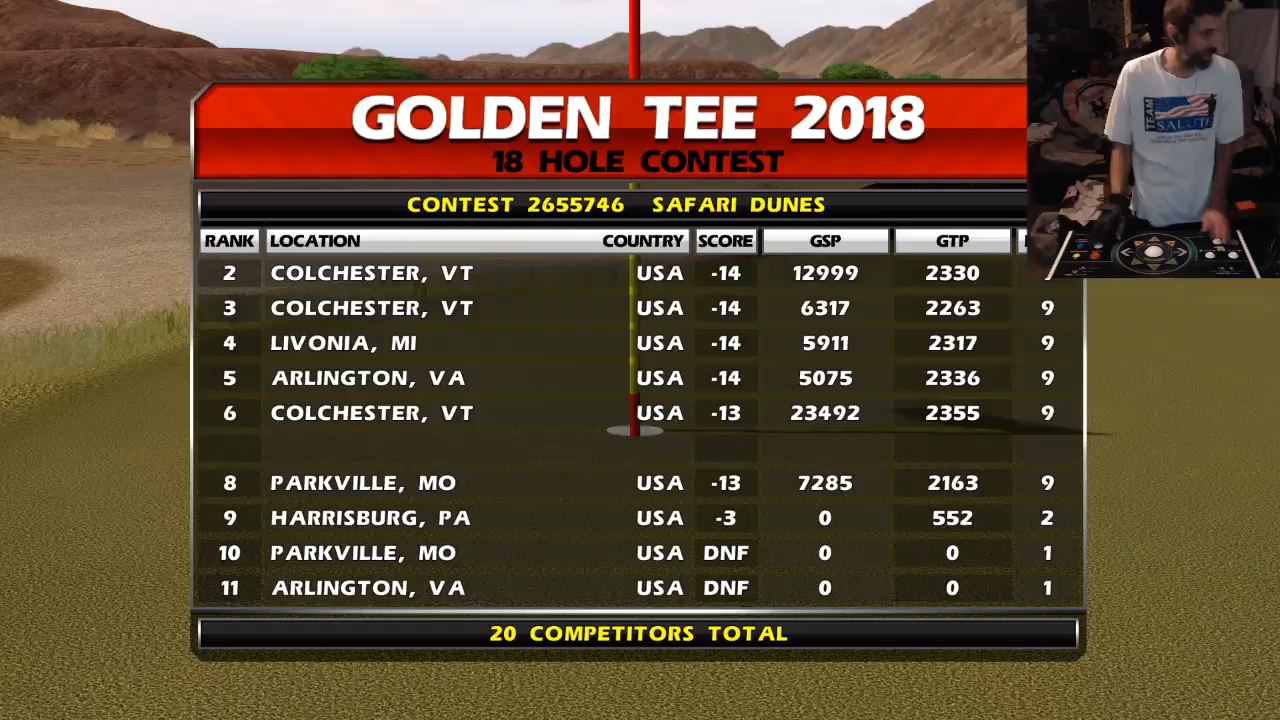 GOLDEN TEE 2018
18 HOLE CONTEST
CONTEST 2655746 SAFARI DUNES
RANK LOCATION COUNTRY SCORE GSP GTP
2 COLCHESTER, VT USA -14 12999 2330
3 COLCHESTER, VT USA -14 6317 2263 9
4 LIVONIA, MI USA -14 5911 2317 9
5 ARLINGTON, VA USA -14 5075 2336 9
6 COLCHESTER, VT USA -13 23492 2355 9
8 PARKVILLE, MO USA -13 7285 2163 9
9 HARRISBURG, PA USA -3 0 552 2
10 PARKVILLE, MO USA DNF 0 0 1
11 ARLINGTON, VA USA DNF 0 0 1
20 COMPETITORS TOTAL
TEAM
SALUTE